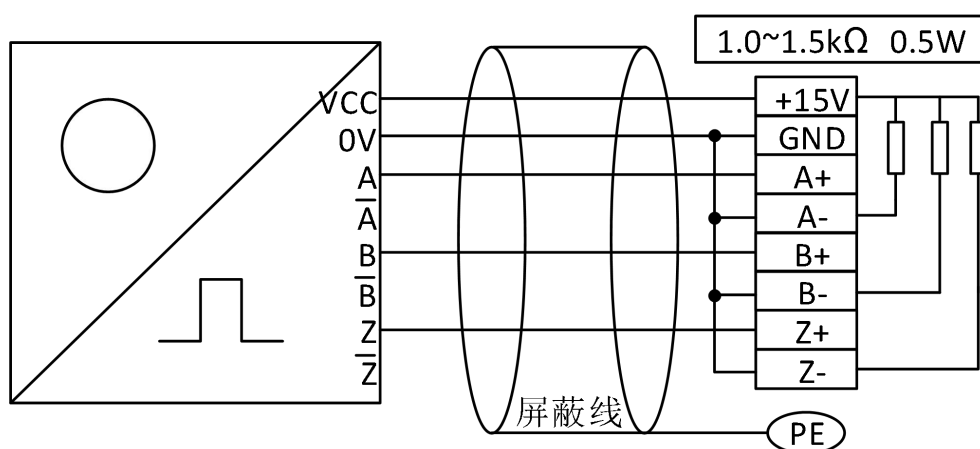 1.0~1.5kΩ 0.5W
VCC
0V
A
A̅
B
B̅
Z
Z̅
+15V
GND
A+
A-
B+
B-
Z+
Z-
屏蔽线
PE